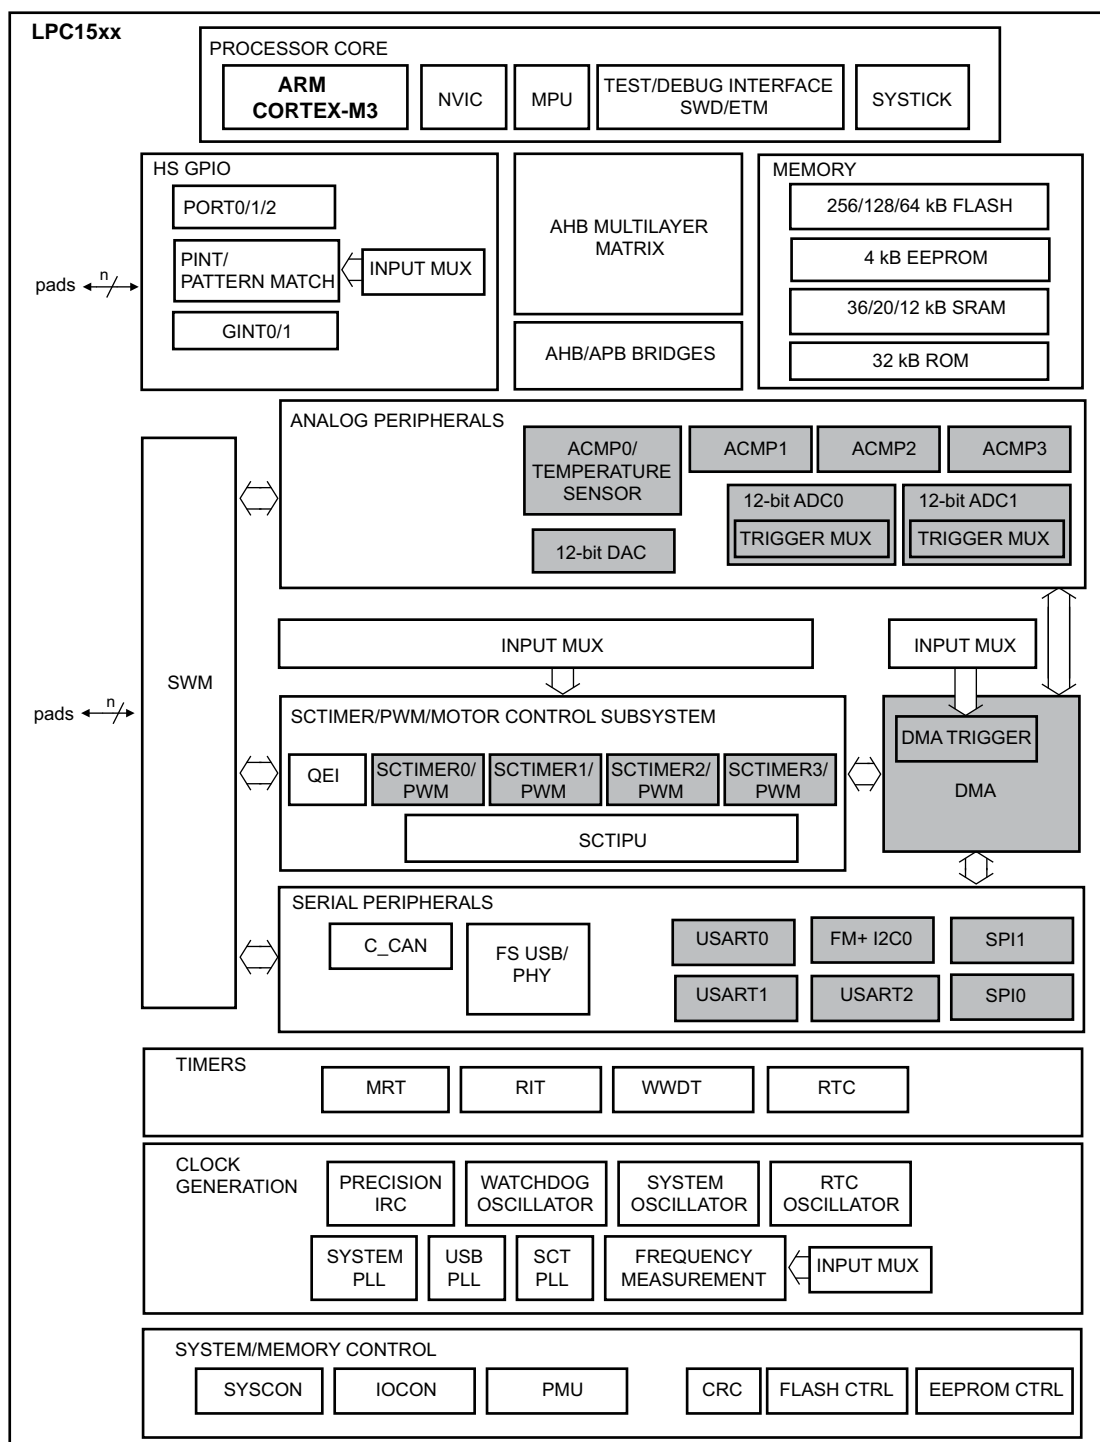 LPC15xx
PROCESSOR CORE
ARM
CORTEX-M3
NVIC
MPU
TEST/DEBUG INTERFACE
SWD/ETM
SYSTICK
HS GPIO
PORT0/1/2
PINT/
PATTERN MATCH
INPUT MUX
GINT0/1
pads
n
AHB MULTILAYER
MATRIX
AHB/APB BRIDGES
MEMORY
256/128/64 kB FLASH
4 kB EEPROM
36/20/12 kB SRAM
32 kB ROM
ANALOG PERIPHERALS
ACMP0/
TEMPERATURE
SENSOR
ACMP1
ACMP2
ACMP3
12-bit DAC
12-bit ADC0
TRIGGER MUX
12-bit ADC1
TRIGGER MUX
SWM
pads
n
INPUT MUX
INPUT MUX
SCTIMER/PWM/MOTOR CONTROL SUBSYSTEM
QEI
SCTIMER0/
PWM
SCTIMER1/
PWM
SCTIMER2/
PWM
SCTIMER3/
PWM
SCTIPU
DMA TRIGGER
DMA
SERIAL PERIPHERALS
C_CAN
FS USB/
PHY
USART0
FM+ I2C0
SPI1
USART1
USART2
SPI0
TIMERS
MRT
RIT
WWDT
RTC
CLOCK
GENERATION
PRECISION
IRC
WATCHDOG
OSCILLATOR
SYSTEM
OSCILLATOR
RTC
OSCILLATOR
SYSTEM
PLL
USB
PLL
SCT
PLL
FREQUENCY
MEASUREMENT
INPUT MUX
SYSTEM/MEMORY CONTROL
SYSCON
IOCON
PMU
CRC
FLASH CTRL
EEPROM CTRL